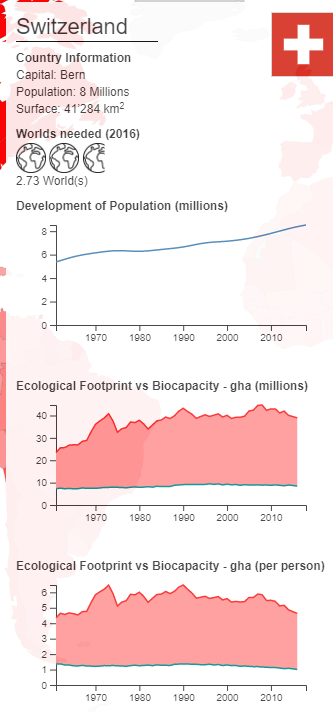 Switzerland
Country Information
Capital: Bern
Population: 8 Millions
Surface: 41'284 km²
Worlds needed (2016)
2.73 World(s)
Development of Population (millions)
8
6
4
2
0
1970 1980 1990 2000 2010
Ecological Footprint vs Biocapacity - gha (millions)
40
30
20
10
0
1970 1980 1990 2000 2010
Ecological Footprint vs Biocapacity - gha (per person)
6
5
4
3
2
1
0
1970 1980 1990 2000 2010